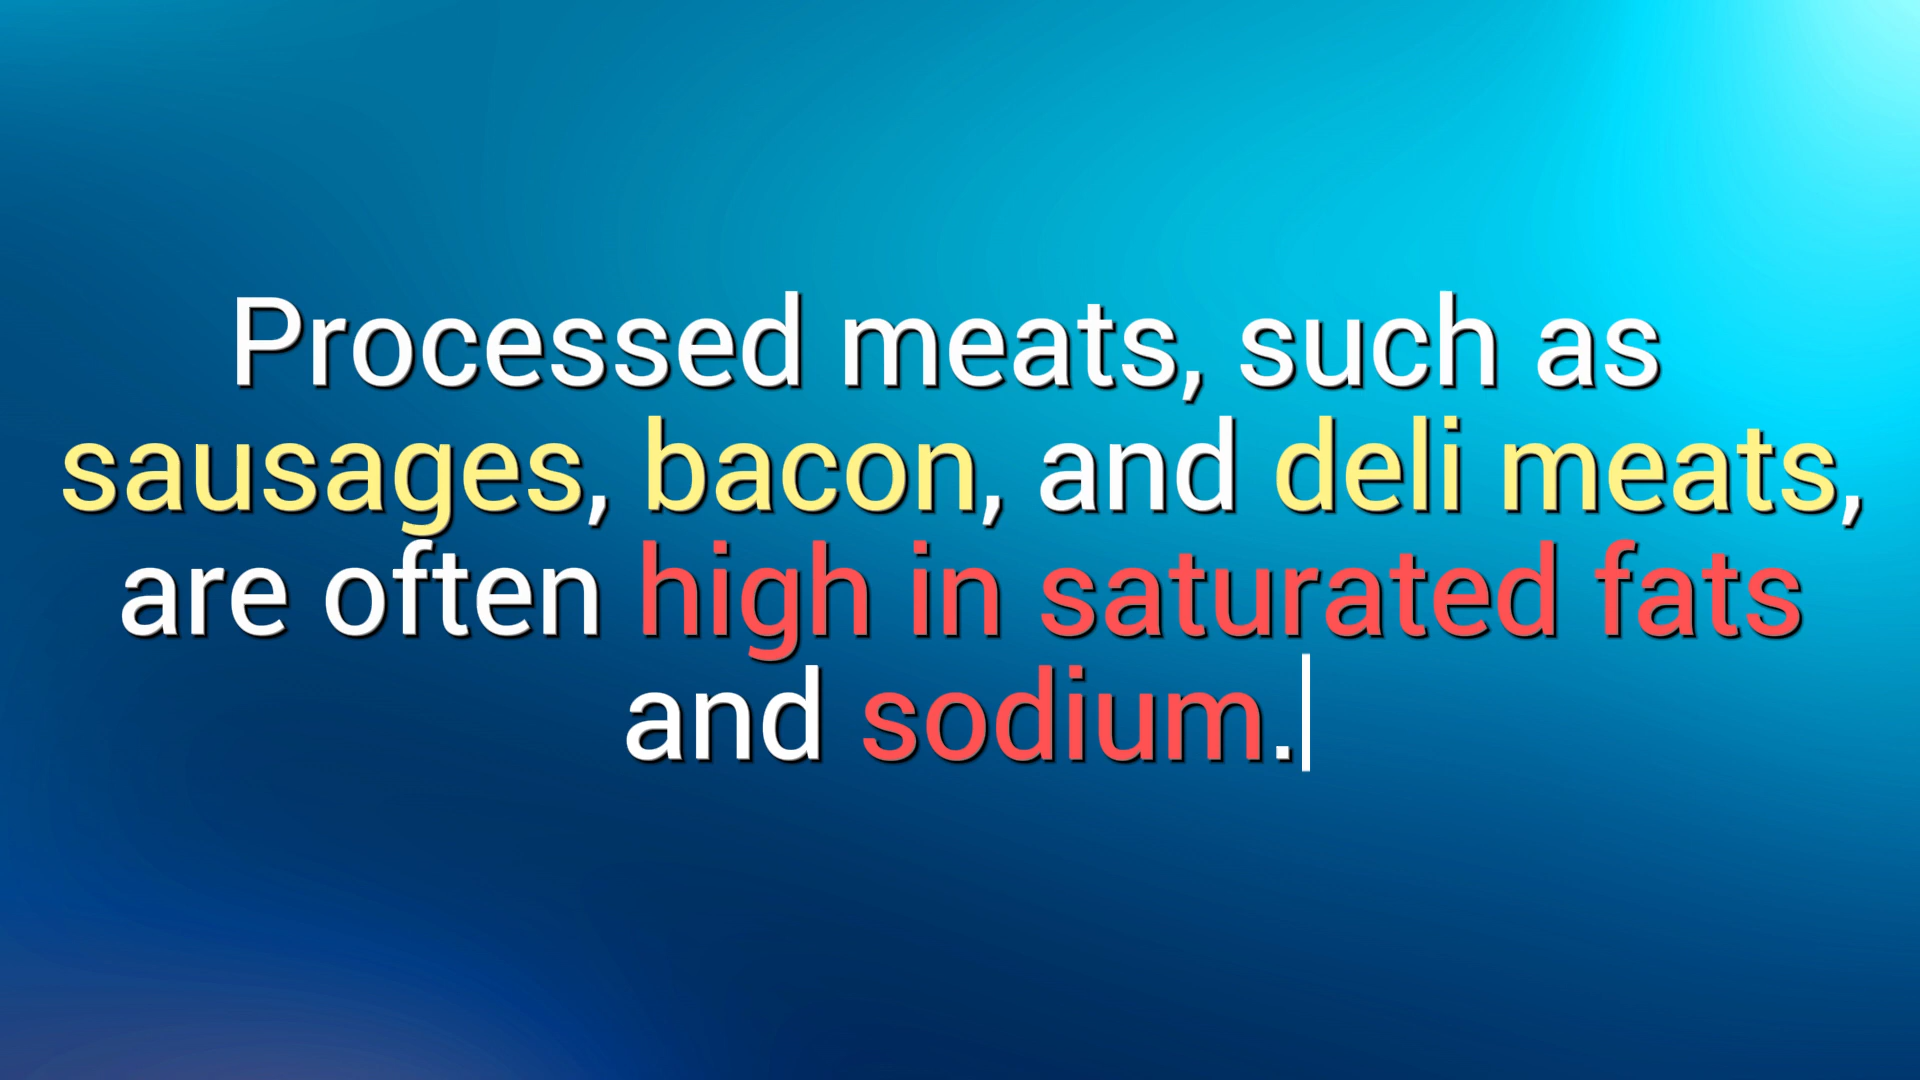 Processed meats, such as
sausages, bacon, and deli meats,
are often high in saturated fats
and sodium.